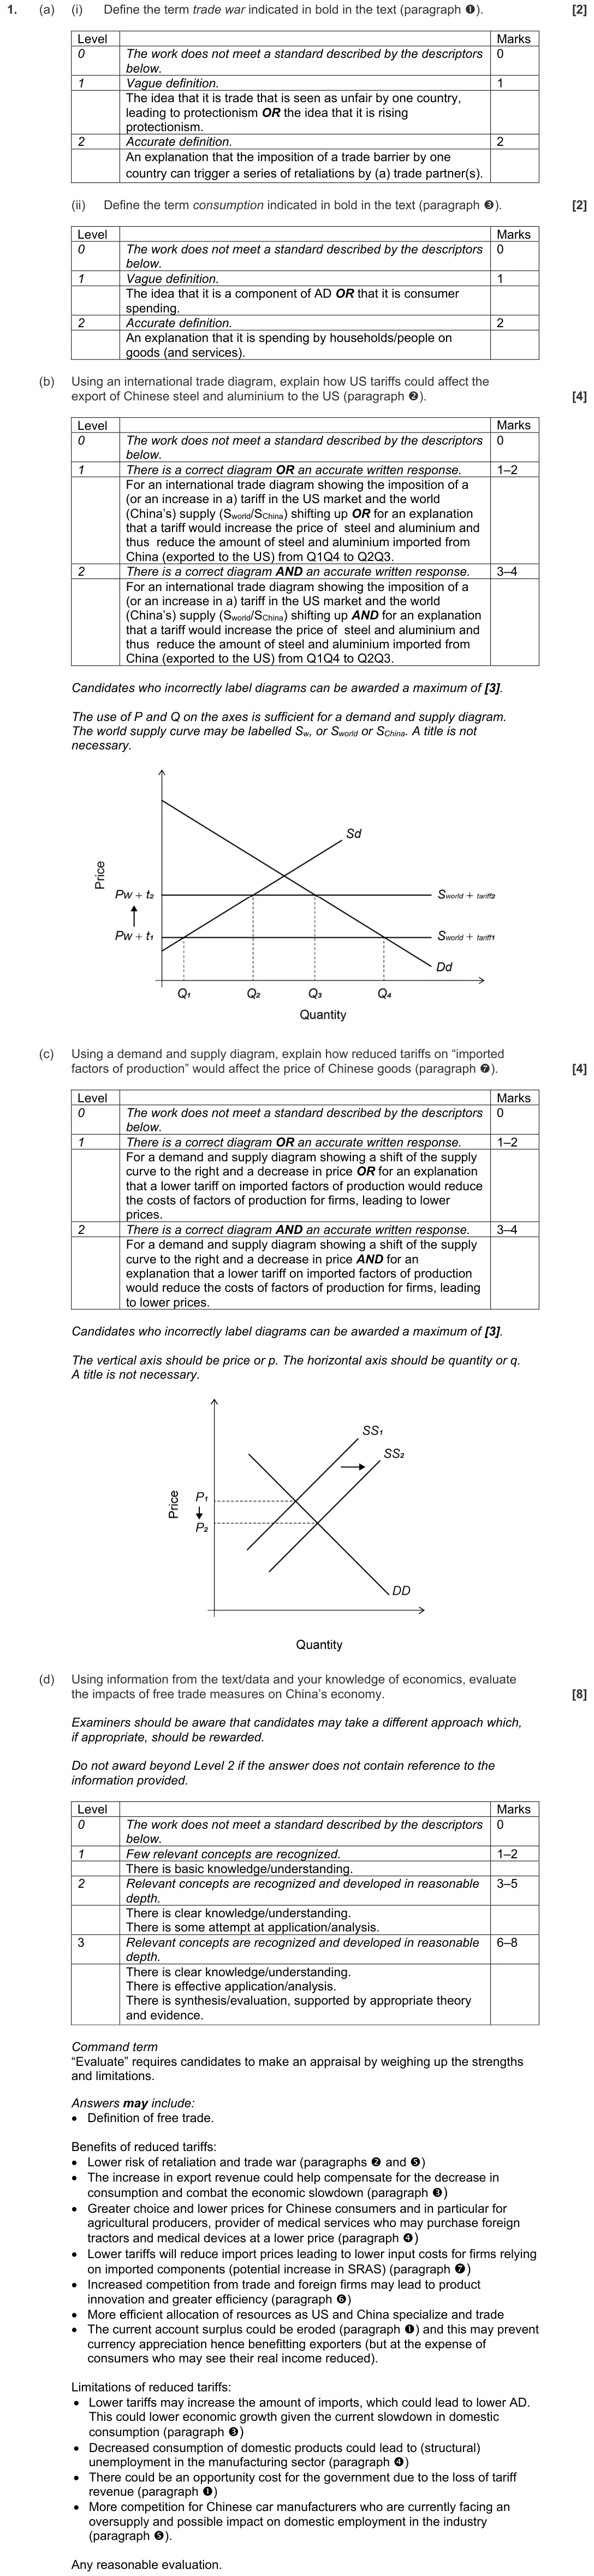 1. (a) (i) Define the term trade war indicated in bold in the text (paragraph ❶). [2]
Level Marks
0 The work does not meet a standard described by the descriptors 0
below.
1 Vague definition. 1
The idea that it is trade that is seen as unfair by one country,
leading to protectionism OR the idea that it is rising
protectionism.
2 Accurate definition. 2
An explanation that the imposition of a trade barrier by one
country can trigger a series of retaliations by (a) trade partner(s).
(ii) Define the term consumption indicated in bold in the text (paragraph ❸). [2]
Level Marks
0 The work does not meet a standard described by the descriptors 0
below.
1 Vague definition. 1
The idea that it is a component of AD OR that it is consumer
spending.
2 Accurate definition. 2
An explanation that it is spending by households/people on
goods (and services).
(b) Using an international trade diagram, explain how US tariffs could affect the
export of Chinese steel and aluminium to the US (paragraph ❷). [4]
Level Marks
0 The work does not meet a standard described by the descriptors 0
below.
1 There is a correct diagram OR an accurate written response. 1–2
For an international trade diagram showing the imposition of a
(or an increase in a) tariff in the US market and the world
(China's) supply (Sworld/SChina) shifting up OR for an explanation
that a tariff would increase the price of steel and aluminium and
thus reduce the amount of steel and aluminium imported from
China (exported to the US) from Q1Q4 to Q2Q3.
2 There is a correct diagram AND an accurate written response. 3–4
For an international trade diagram showing the imposition of a
(or an increase in a) tariff in the US market and the world
(China's) supply (Sworld/SChina) shifting up AND for an explanation
that a tariff would increase the price of steel and aluminium and
thus reduce the amount of steel and aluminium imported from
China (exported to the US) from Q1Q4 to Q2Q3.
Candidates who incorrectly label diagrams can be awarded a maximum of [3].
The use of P and Q on the axes is sufficient for a demand and supply diagram.
The world supply curve may be labelled Sw, or Sworld or SChina. A title is not
necessary.
Sd
Price
Pw + t2 Sworld + tariff2
Pw + t1 Sworld + tariff1
Dd
Q1 Q2 Q3 Q4
Quantity
(c) Using a demand and supply diagram, explain how reduced tariffs on "imported
factors of production" would affect the price of Chinese goods (paragraph ❼). [4]
Level Marks
0 The work does not meet a standard described by the descriptors 0
below.
1 There is a correct diagram OR an accurate written response. 1–2
For a demand and supply diagram showing a shift of the supply
curve to the right and a decrease in price OR for an explanation
that a lower tariff on imported factors of production would reduce
the costs of factors of production for firms, leading to lower
prices.
2 There is a correct diagram AND an accurate written response. 3–4
For a demand and supply diagram showing a shift of the supply
curve to the right and a decrease in price AND for an
explanation that a lower tariff on imported factors of production
would reduce the costs of factors of production for firms, leading
to lower prices.
Candidates who incorrectly label diagrams can be awarded a maximum of [3].
The vertical axis should be price or p. The horizontal axis should be quantity or q.
A title is not necessary.
SS1
SS2
Price
P1
P2
DD
Quantity
(d) Using information from the text/data and your knowledge of economics, evaluate
the impacts of free trade measures on China's economy. [8]
Examiners should be aware that candidates may take a different approach which,
if appropriate, should be rewarded.
Do not award beyond Level 2 if the answer does not contain reference to the
information provided.
Level Marks
0 The work does not meet a standard described by the descriptors 0
below.
1 Few relevant concepts are recognized. 1–2
There is basic knowledge/understanding.
2 Relevant concepts are recognized and developed in reasonable 3–5
depth.
There is clear knowledge/understanding.
There is some attempt at application/analysis.
3 Relevant concepts are recognized and developed in reasonable 6–8
depth.
There is clear knowledge/understanding.
There is effective application/analysis.
There is synthesis/evaluation, supported by appropriate theory
and evidence.
Command term
"Evaluate" requires candidates to make an appraisal by weighing up the strengths
and limitations.
Answers may include:
• Definition of free trade.
Benefits of reduced tariffs:
• Lower risk of retaliation and trade war (paragraphs ❷ and ❺)
• The increase in export revenue could help compensate for the decrease in
consumption and combat the economic slowdown (paragraph ❸)
• Greater choice and lower prices for Chinese consumers and in particular for
agricultural producers, provider of medical services who may purchase foreign
tractors and medical devices at a lower price (paragraph ❹)
• Lower tariffs will reduce import prices leading to lower input costs for firms relying
on imported components (potential increase in SRAS) (paragraph ❼)
• Increased competition from trade and foreign firms may lead to product
innovation and greater efficiency (paragraph ❻)
• More efficient allocation of resources as US and China specialize and trade
• The current account surplus could be eroded (paragraph ❶) and this may prevent
currency appreciation hence benefitting exporters (but at the expense of
consumers who may see their real income reduced).
Limitations of reduced tariffs:
• Lower tariffs may increase the amount of imports, which could lead to lower AD.
This could lower economic growth given the current slowdown in domestic
consumption (paragraph ❸)
• Decreased consumption of domestic products could lead to (structural)
unemployment in the manufacturing sector (paragraph ❹)
• There could be an opportunity cost for the government due to the loss of tariff
revenue (paragraph ❶)
• More competition for Chinese car manufacturers who are currently facing an
oversupply and possible impact on domestic employment in the industry
(paragraph ❺).
Any reasonable evaluation.